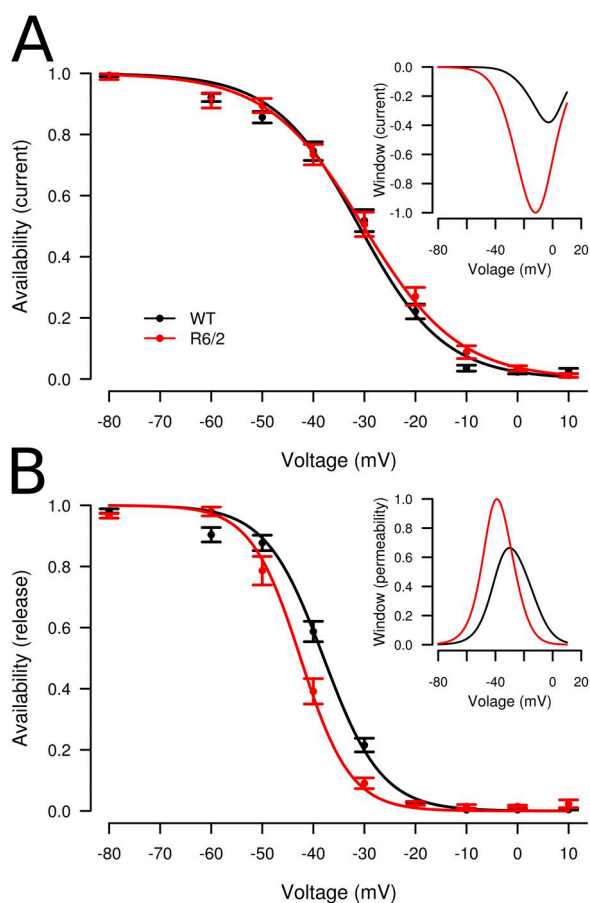 A
1.0
0.8
0.6
0.4
0.2
0.0
Availability (current)
WT
R6/2
-80 -70 -60 -50 -40 -30 -20 -10 0 10
Voltage (mV)
0.0
-0.2
-0.4
-0.6
-0.8
-1.0
Window (current)
-80 -40 0 20
Volage (mV)
B
1.0
0.8
0.6
0.4
0.2
0.0
Availability (release)
-80 -70 -60 -50 -40 -30 -20 -10 0 10
Voltage (mV)
1.0
0.8
0.6
0.4
0.2
0.0
Window (permeability)
-80 -40 0 20
Volage (mV)